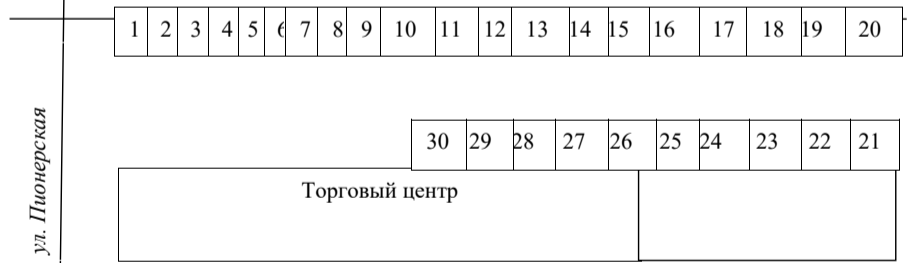 1 2 3 4 5 6 7 8 9 10 11 12 13 14 15 16 17 18 19 20
30 29 28 27 26 25 24 23 22 21
Торговый центр
ул. Пионерская